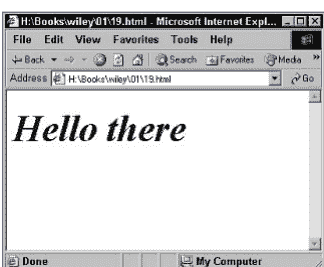 H:\Books\wiley\01\19.html - Microsoft Internet Expl...
File Edit View Favorites Tools Help
Back Search Favorites Media »
Address H:\Books\wiley\01\19.html Go
Hello there
Done My Computer